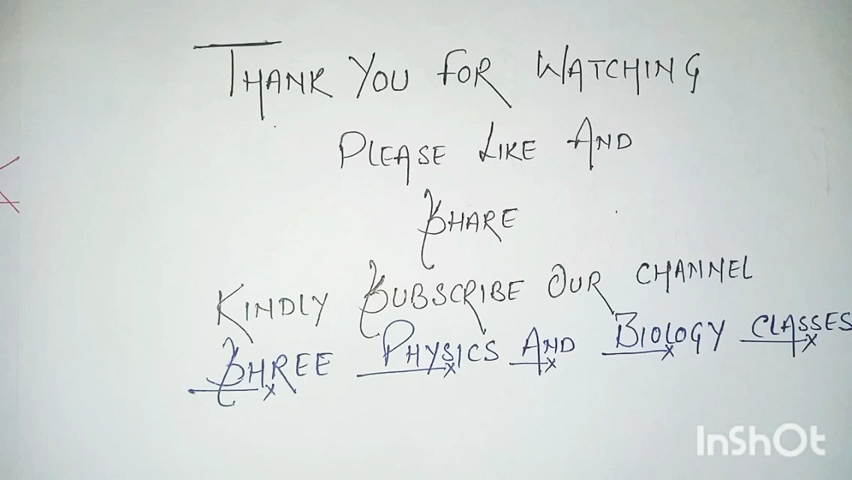 THANK YOU FOR WATCHING
PLEASE LIKE AND
SHARE
KINDLY SUBSCRIBE OUR CHANNEL
SHREE PHYSICS AND BIOLOGY CLASSES
InShOt